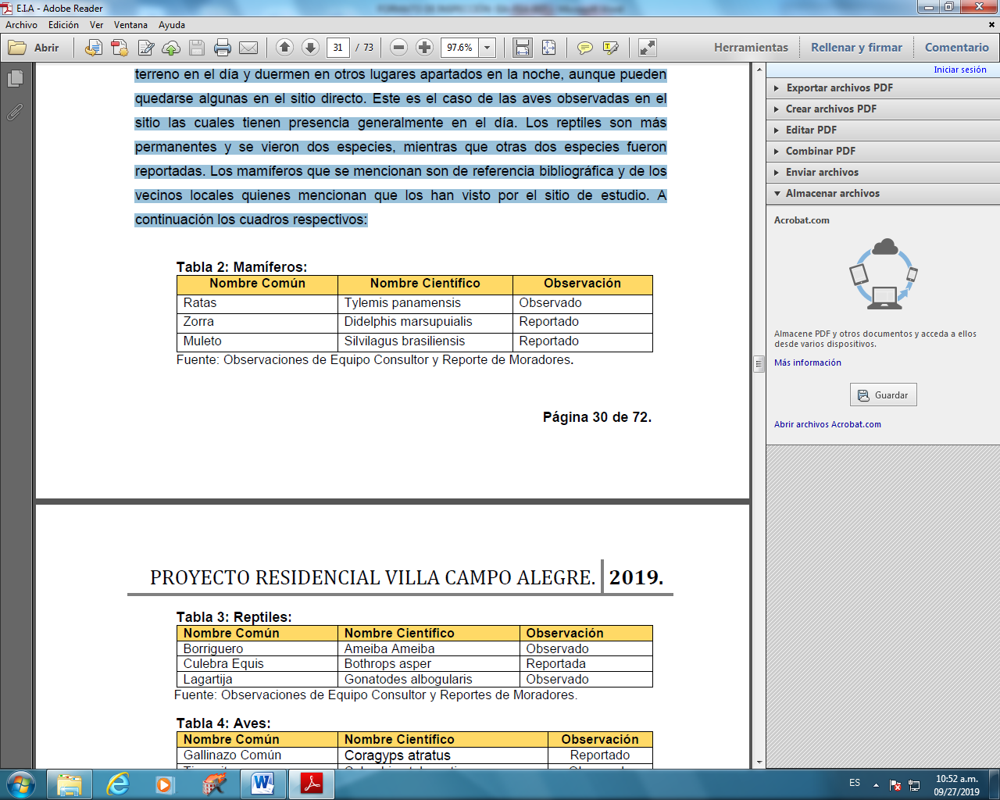 E.I.A - Adobe Reader
Archivo Edición Ver Ventana Ayuda
Abrir 31 / 73 97.6% Herramientas Rellenar y firmar Comentario
terreno en el día y duermen en otros lugares apartados en la noche, aunque pueden
quedarse algunas en el sitio directo. Este es el caso de las aves observadas en el
sitio las cuales tienen presencia generalmente en el día. Los reptiles son más
permanentes y se vieron dos especies, mientras que otras dos especies fueron
reportadas. Los mamíferos que se mencionan son de referencia bibliográfica y de los
vecinos locales quienes mencionan que los han visto por el sitio de estudio. A
continuación los cuadros respectivos:
Tabla 2: Mamíferos:
Nombre Común Nombre Científico Observación
Ratas Tylemis panamensis Observado
Zorra Didelphis marsupuialis Reportado
Muleto Silvilagus brasiliensis Reportado
Fuente: Observaciones de Equipo Consultor y Reporte de Moradores.
Página 30 de 72.
PROYECTO RESIDENCIAL VILLA CAMPO ALEGRE. 2019.
Tabla 3: Reptiles:
Nombre Común Nombre Científico Observación
Borriguero Ameiba Ameiba Observado
Culebra Equis Bothrops asper Reportada
Lagartija Gonatodes albogularis Observado
Fuente: Observaciones de Equipo Consultor y Reportes de Moradores.
Tabla 4: Aves:
Nombre Común Nombre Científico Observación
Gallinazo Común Coragyps atratus Reportado
Iniciar sesión
Exportar archivos PDF
Crear archivos PDF
Editar PDF
Combinar PDF
Enviar archivos
Almacenar archivos
Acrobat.com
Almacene PDF y otros documentos y acceda a ellos
desde varios dispositivos.
Más información
Guardar
Abrir archivos Acrobat.com
ES
10:52 a.m.
09/27/2019